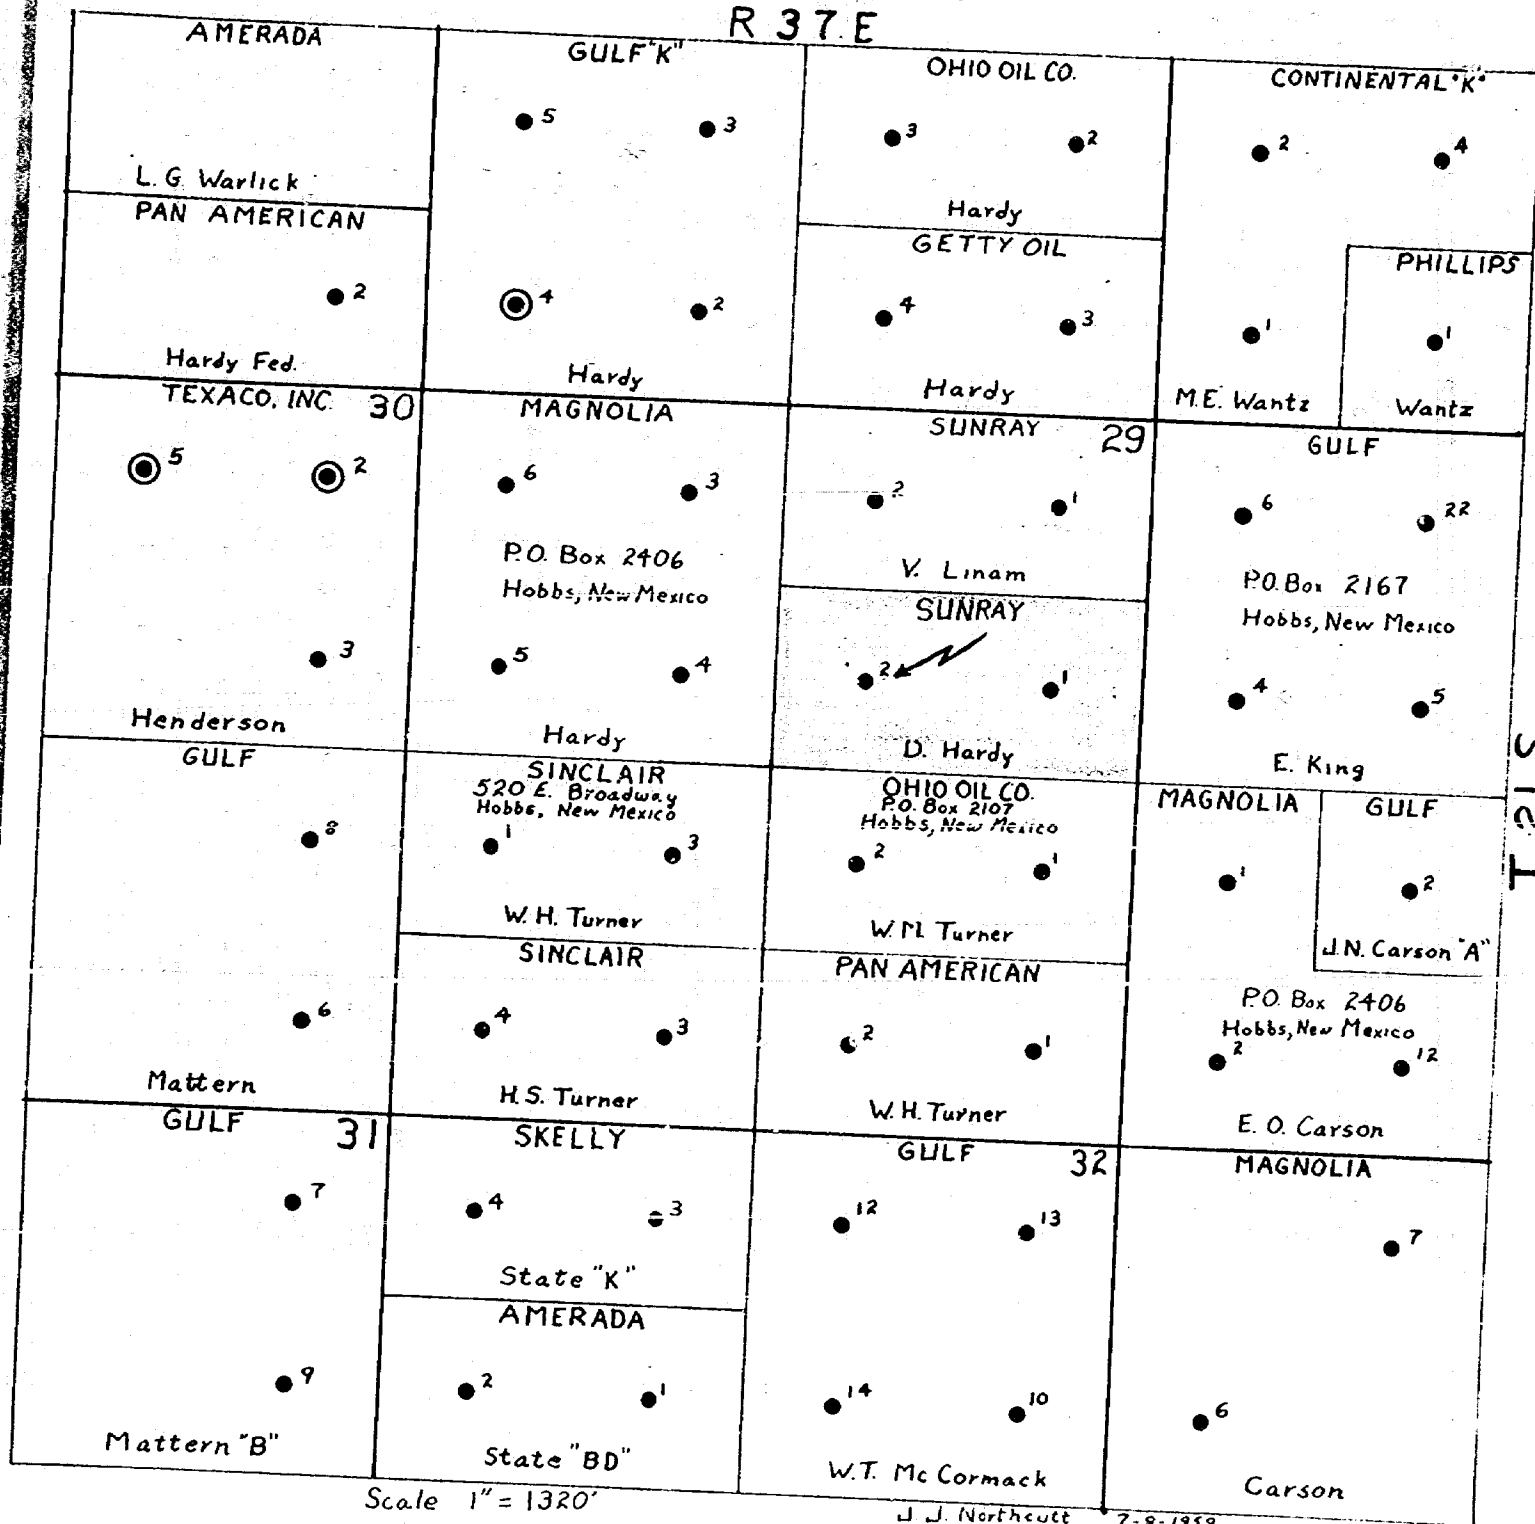 R 37 E
AMERADA
L. G. Warlick
GULF "K"
5
3
4
2
Hardy
OHIO OIL CO.
3
2
Hardy
CONTINENTAL "K"
2
4
1
M.E. Wantz
PAN AMERICAN
2
Hardy Fed.
GETTY OIL
4
3
Hardy
PHILLIPS
1
Wantz
TEXACO, INC.
30
5
2
3
Henderson
MAGNOLIA
6
3
P.O. Box 2406
Hobbs, New Mexico
5
4
Hardy
SUNRAY
29
2
1
V. Linam
SUNRAY
2
1
D. Hardy
GULF
6
22
P.O. Box 2167
Hobbs, New Mexico
4
5
E. King
GULF
8
6
Mattern
SINCLAIR
520 E. Broadway
Hobbs, New Mexico
1
3
W. H. Turner
OHIO OIL CO.
P.O. Box 2107
Hobbs, New Mexico
2
1
W. M. Turner
MAGNOLIA
1
P.O. Box 2406
Hobbs, New Mexico
2
12
E. O. Carson
GULF
2
J.N. Carson "A"
SINCLAIR
4
3
H.S. Turner
PAN AMERICAN
2
1
W. H. Turner
GULF
31
7
9
Mattern "B"
SKELLY
4
3
State "K"
AMERADA
2
1
State "BD"
GULF
32
12
13
14
10
W.T. McCormack
MAGNOLIA
7
6
Carson
Scale 1" = 1320'
J. J. Northcutt 7-8-1959